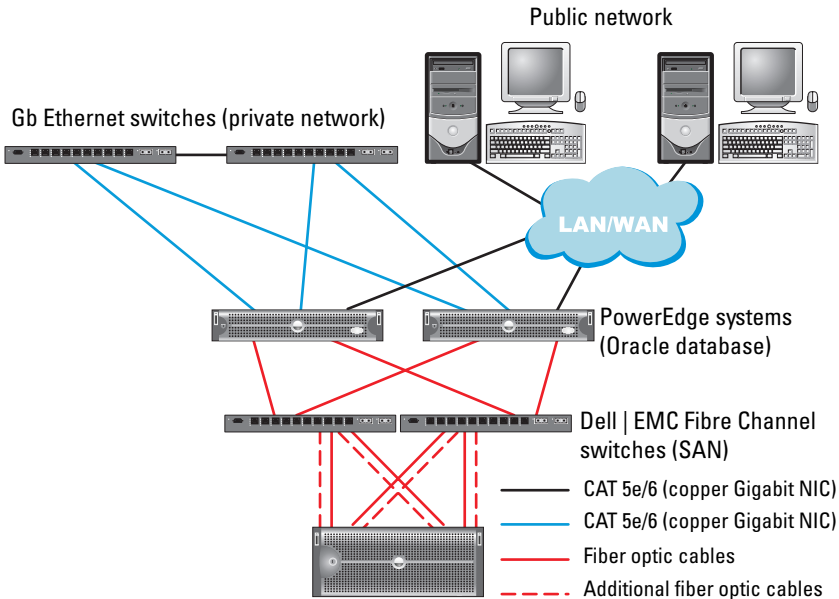 Public network
Gb Ethernet switches (private network)
LAN/WAN
PowerEdge systems
(Oracle database)
Dell | EMC Fibre Channel
switches (SAN)
CAT 5e/6 (copper Gigabit NIC)
CAT 5e/6 (copper Gigabit NIC)
Fiber optic cables
Additional fiber optic cables